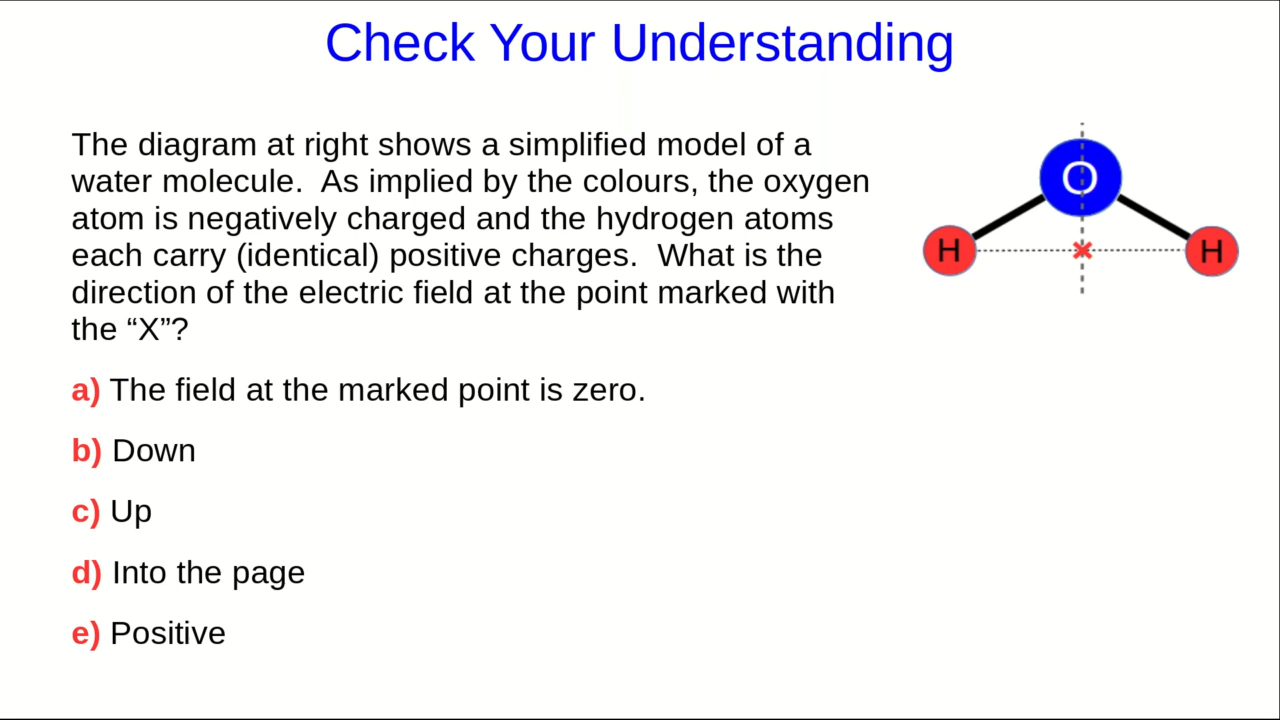 Check Your Understanding
The diagram at right shows a simplified model of a
water molecule.  As implied by the colours, the oxygen
atom is negatively charged and the hydrogen atoms
each carry (identical) positive charges.  What is the
direction of the electric field at the point marked with
the “X”?
O
H
H
a) The field at the marked point is zero.
b) Down
c) Up
d) Into the page
e) Positive